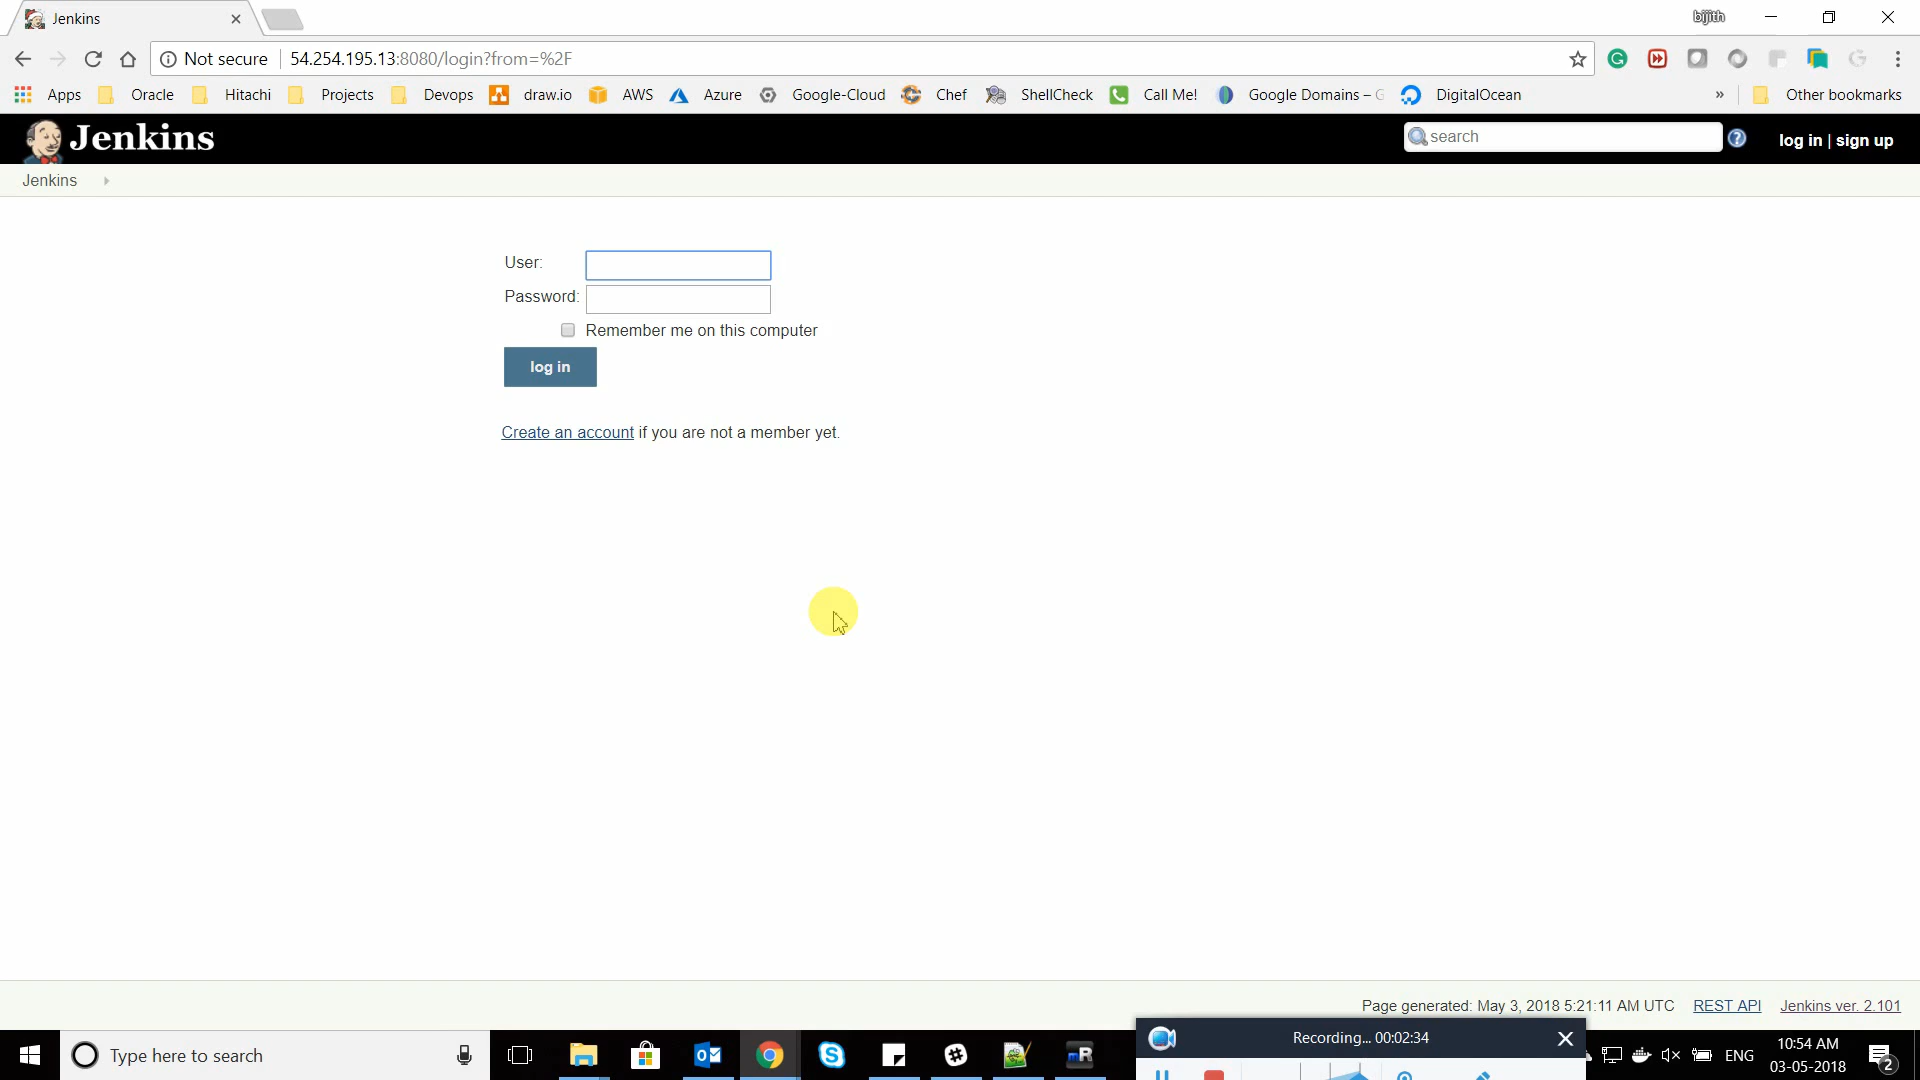 Jenkins
bijith
Not secure
54.254.195.13:8080/login?from=%2F
Apps Oracle Hitachi Projects Devops draw.io AWS Azure Google-Cloud Chef ShellCheck Call Me! Google Domains – G DigitalOcean » Other bookmarks
Jenkins
search
log in | sign up
Jenkins
User:
Password:
Remember me on this computer
log in
Create an account if you are not a member yet.
Page generated: May 3, 2018 5:21:11 AM UTC REST API Jenkins ver. 2.101
Type here to search
Recording... 00:02:34
ENG
10:54 AM
03-05-2018
2